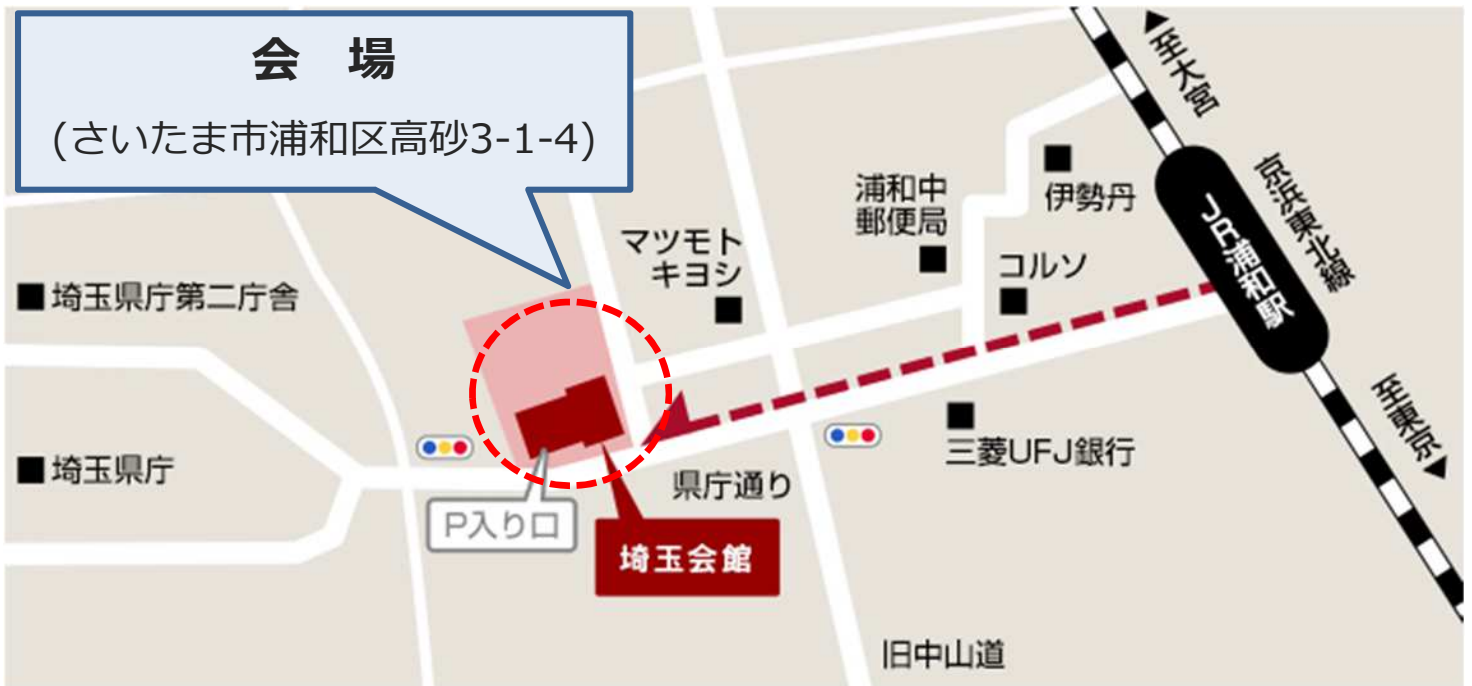 会 場
(さいたま市浦和区高砂3-1-4)
▲至大宮
京浜東北線
JR浦和駅
至東京▼
■伊勢丹
浦和中
郵便局■
コルソ
■
マツモト
キヨシ
■
■埼玉県庁第二庁舎
■埼玉県庁
■三菱UFJ銀行
県庁通り
P入り口
埼玉会館
旧中山道